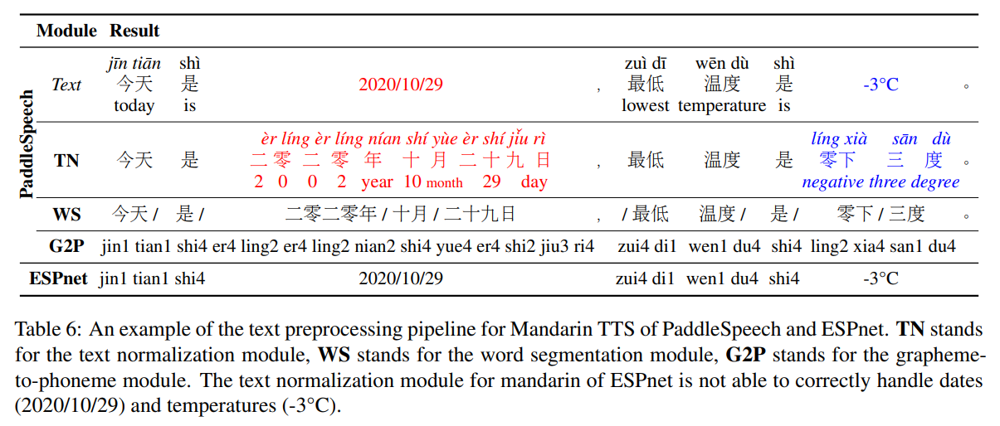 Module Result
PaddleSpeech
jīn tiān shì zuì dī wēn dù shì
Text 今天 是 2020/10/29 , 最低 温度 是 -3°C 。
today is lowest temperature is
èr líng èr líng nián shí yùe èr shí jǐu rì líng xià sān dù
TN 今天 是 二 零 二 零 年 十 月 二 十 九 日 , 最低 温度 是 零下 三 度 。
2 0 0 2 year 10 month 29 day negative three degree
WS 今天 / 是 / 二零二零年 / 十月 / 二十九日 , / 最低 温度 / 是 / 零下 / 三度 。
G2P jin1 tian1 shi4 er4 ling2 er4 ling2 nian2 shi4 yue4 er4 shi2 jiu3 ri4 zui4 di1 wen1 du4 shi4 ling2 xia4 san1 du4
ESPnet jin1 tian1 shi4 2020/10/29 zui4 di1 wen1 du4 shi4 -3°C
Table 6: An example of the text preprocessing pipeline for Mandarin TTS of PaddleSpeech and ESPnet. TN stands
for the text normalization module, WS stands for the word segmentation module, G2P stands for the grapheme-
to-phoneme module. The text normalization module for mandarin of ESPnet is not able to correctly handle dates
(2020/10/29) and temperatures (-3°C).